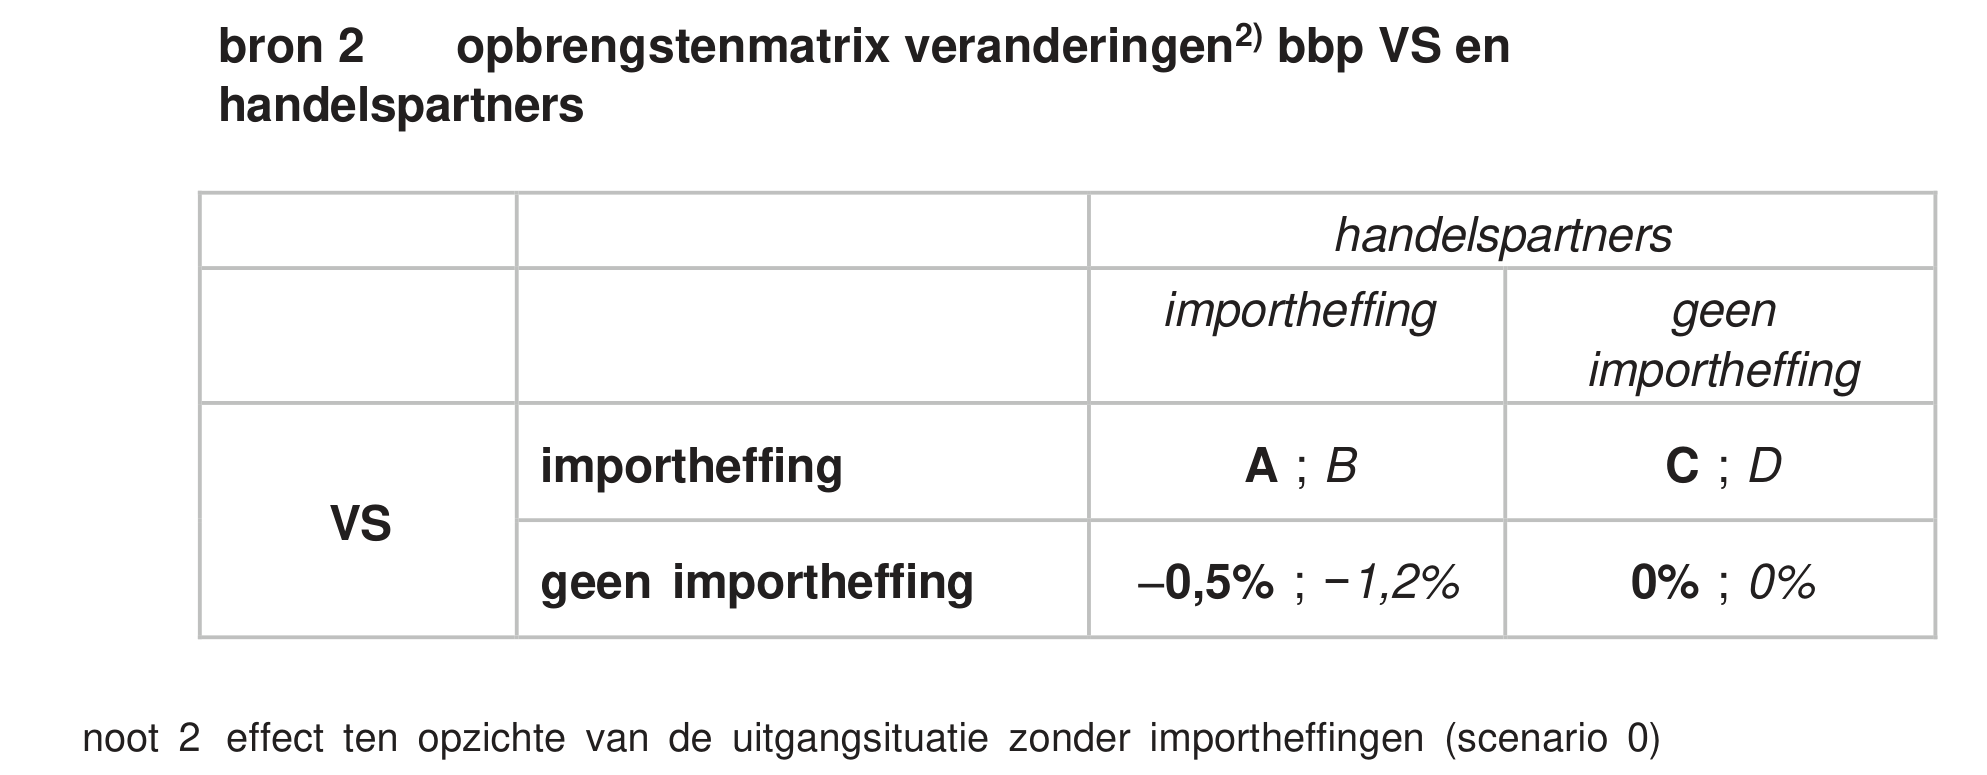 bron 2 opbrengstenmatrix veranderingen2) bbp VS en
handelspartners
handelspartners
importheffing geen
importheffing
importheffing A ; B C ; D
VS
geen importheffing –0,5% ; −1,2% 0% ; 0%
noot 2 effect ten opzichte van de uitgangsituatie zonder importheffingen (scenario 0)